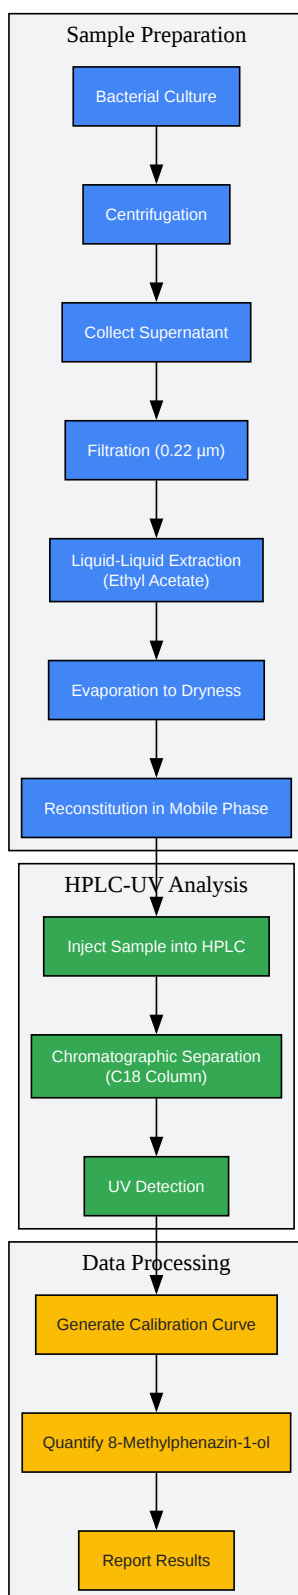 Sample Preparation
Bacterial Culture
Centrifugation
Collect Supernatant
Filtration (0.22 µm)
Liquid-Liquid Extraction
(Ethyl Acetate)
Evaporation to Dryness
Reconstitution in Mobile Phase
HPLC-UV Analysis
Inject Sample into HPLC
Chromatographic Separation
(C18 Column)
UV Detection
Data Processing
Generate Calibration Curve
Quantify 8-Methylphenazin-1-ol
Report Results